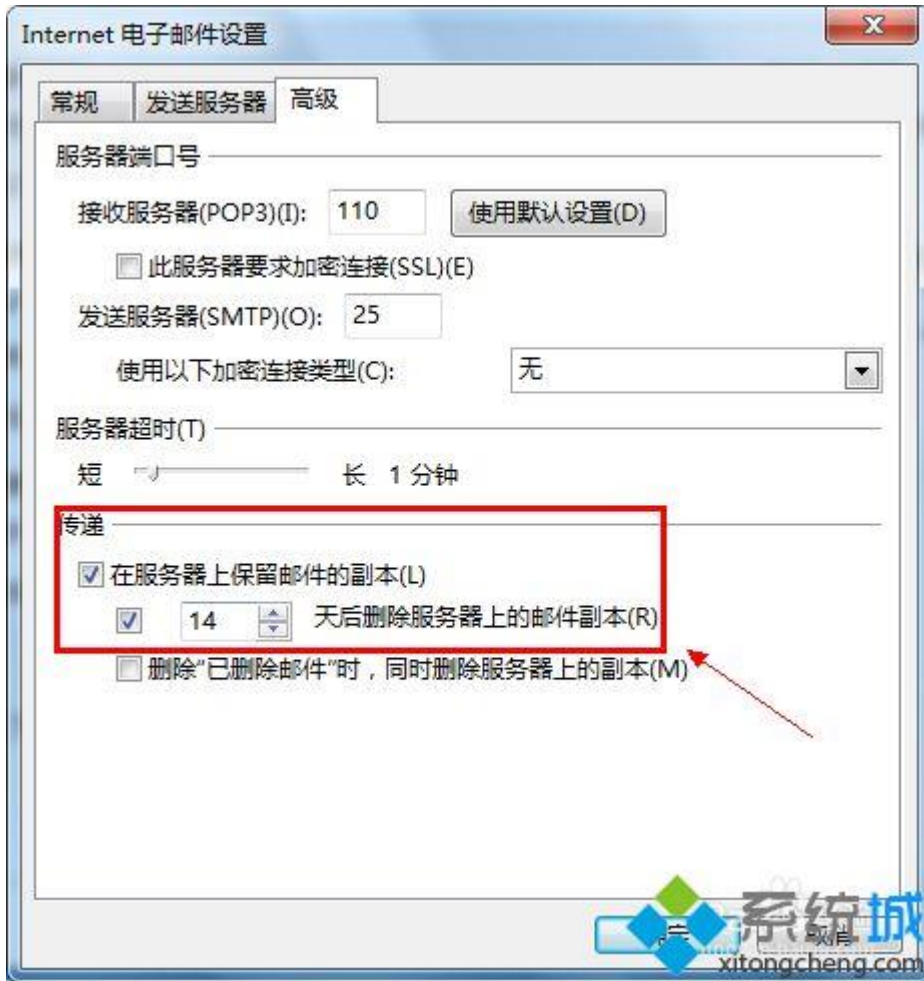 Internet 电子邮件设置
常规 发送服务器 高级
服务器端口号
接收服务器(POP3)(I): 110 使用默认设置(D)
此服务器要求加密连接(SSL)(E)
发送服务器(SMTP)(O): 25
使用以下加密连接类型(C): 无
服务器超时(T)
短 长 1 分钟
传递
在服务器上保留邮件的副本(L)
14 天后删除服务器上的邮件副本(R)
删除“已删除邮件”时，同时删除服务器上的副本(M)
系统城
取消
xitongcheng.com